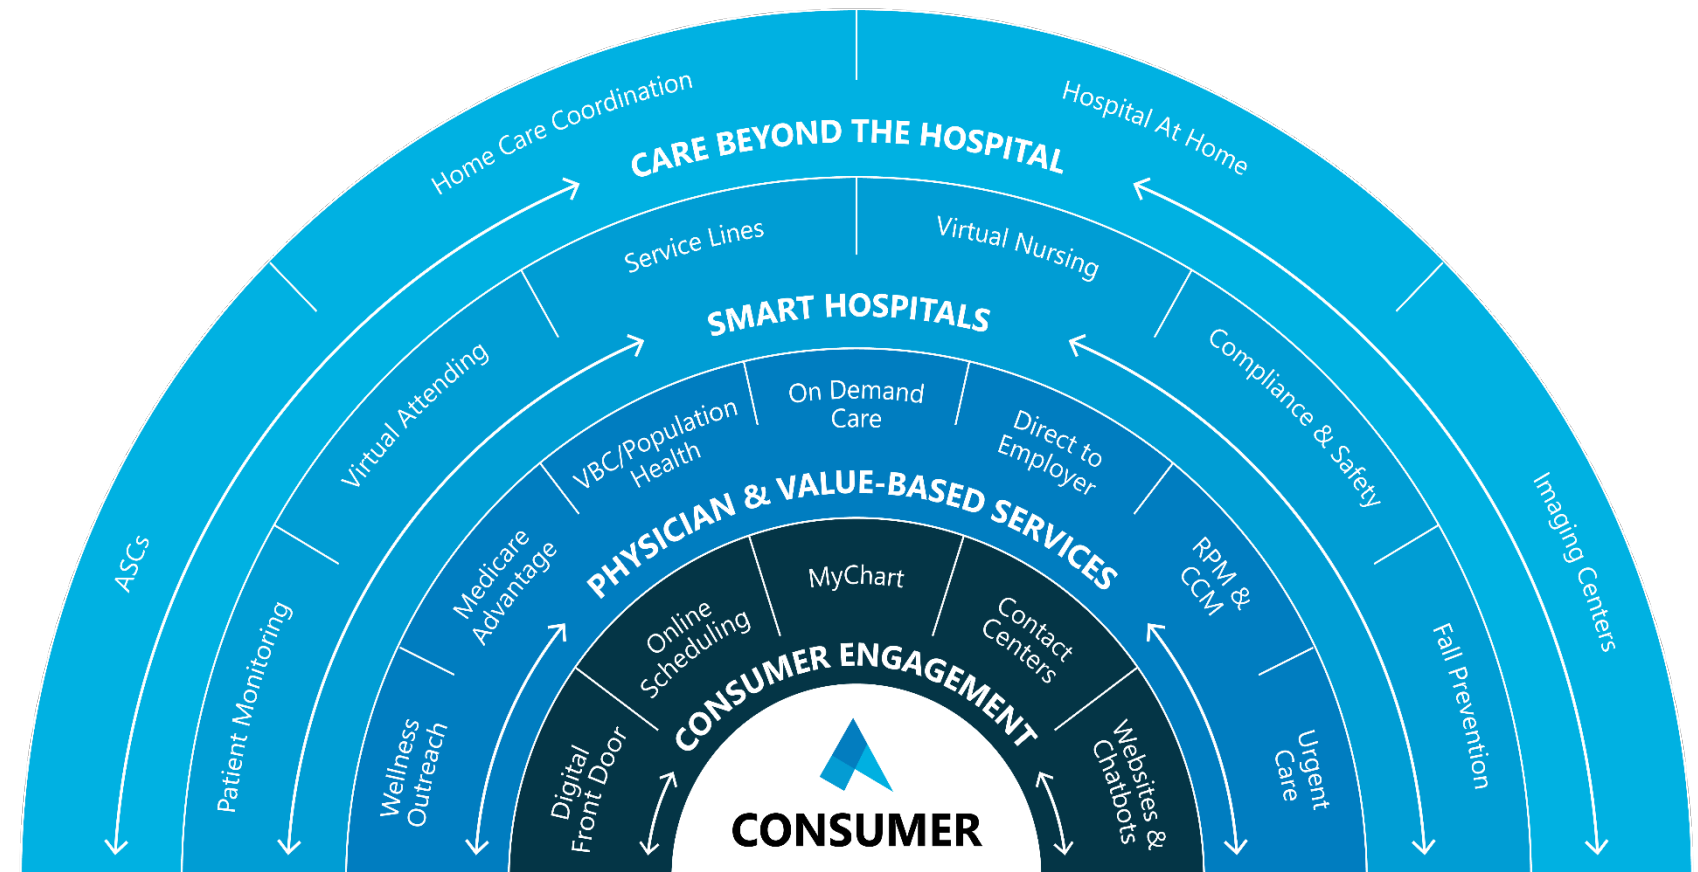 Home Care Coordination
Hospital At Home
CARE BEYOND THE HOSPITAL
ASCs
Imaging Centers
Service Lines
Virtual Nursing
SMART HOSPITALS
Virtual Attending
Compliance & Safety
Patient Monitoring
Fall Prevention
On Demand
Care
VBC/Population
Health
Direct to
Employer
PHYSICIAN & VALUE-BASED SERVICES
Medicare
Advantage
RPM &
CCM
Wellness
Outreach
Urgent
Care
MyChart
Online
Scheduling
Contact
Centers
CONSUMER ENGAGEMENT
Digital
Front Door
Websites &
Chatbots
CONSUMER